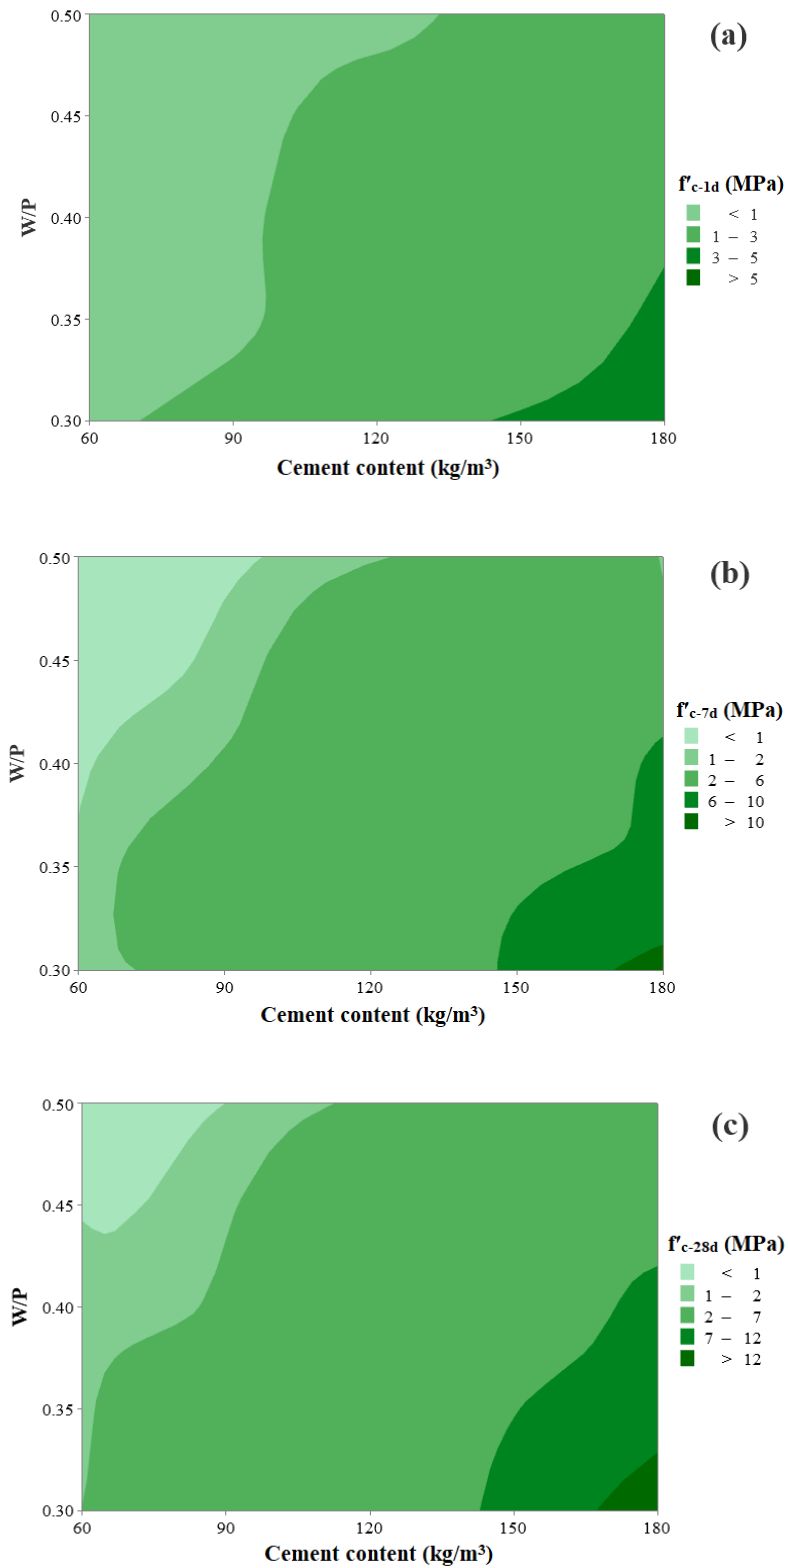 (a)
0.50
0.45
0.40
0.35
0.30
W/P
60 90 120 150 180
Cement content (kg/m³)
f′c-1d (MPa)
< 1
1 – 3
3 – 5
> 5
(b)
0.50
0.45
0.40
0.35
0.30
W/P
60 90 120 150 180
Cement content (kg/m³)
f′c-7d (MPa)
< 1
1 – 2
2 – 6
6 – 10
> 10
(c)
0.50
0.45
0.40
0.35
0.30
W/P
60 90 120 150 180
Cement content (kg/m³)
f′c-28d (MPa)
< 1
1 – 2
2 – 7
7 – 12
> 12